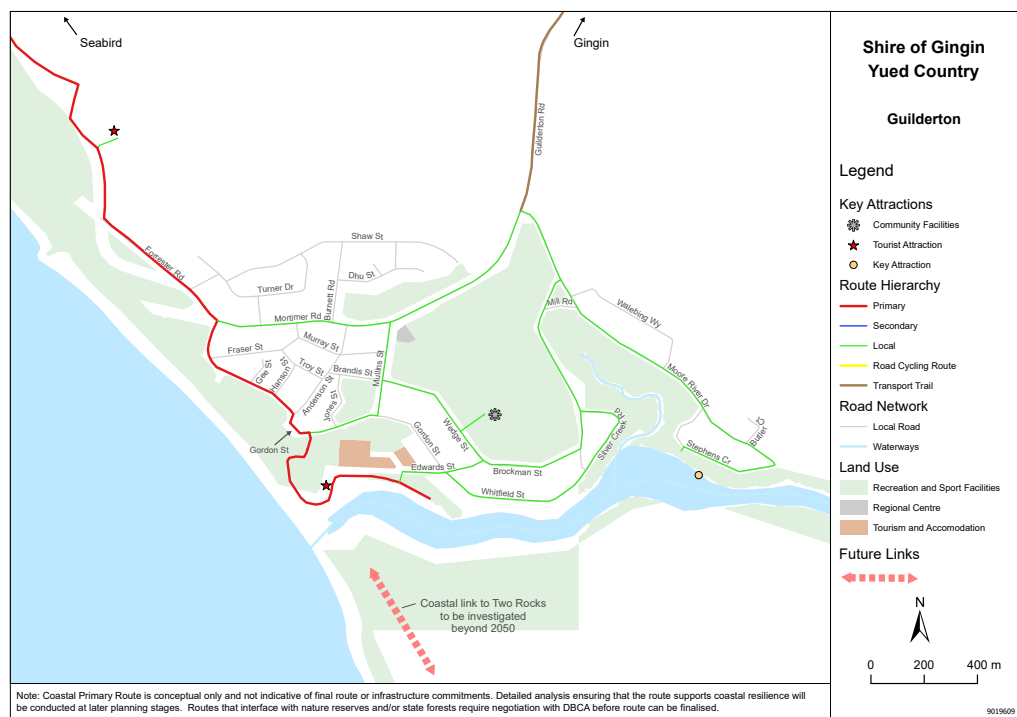 Seabird
Gingin
Guilderton Rd
Forrester Rd
Shaw St
Dhu St
Turner Dr
Burnett Rd
Mortimer Rd
Mill Rd
Walebing Wy
Fraser St
Murray St
Gee St
Hanson St
Troy St
Brandis St
Mullins St
Anderson St
Jones St
Moore River Dr
Gordon St
Gordon St
Wedge St
Silver Creek Rd
Butler Ct
Stephens Cr
Edwards St
Brockman St
Whitfield St
Coastal link to Two Rocks
to be investigated
beyond 2050
Note: Coastal Primary Route is conceptual only and not indicative of final route or infrastructure commitments. Detailed analysis ensuring that the route supports coastal resilience will
be conducted at later planning stages. Routes that interface with nature reserves and/or state forests require negotiation with DBCA before route can be finalised.
Shire of Gingin
Yued Country
Guilderton
Legend
Key Attractions
Community Facilities
Tourist Attraction
Key Attraction
Route Hierarchy
Primary
Secondary
Local
Road Cycling Route
Transport Trail
Road Network
Local Road
Waterways
Land Use
Recreation and Sport Facilities
Regional Centre
Tourism and Accomodation
Future Links
N
0 200 400 m
9019609